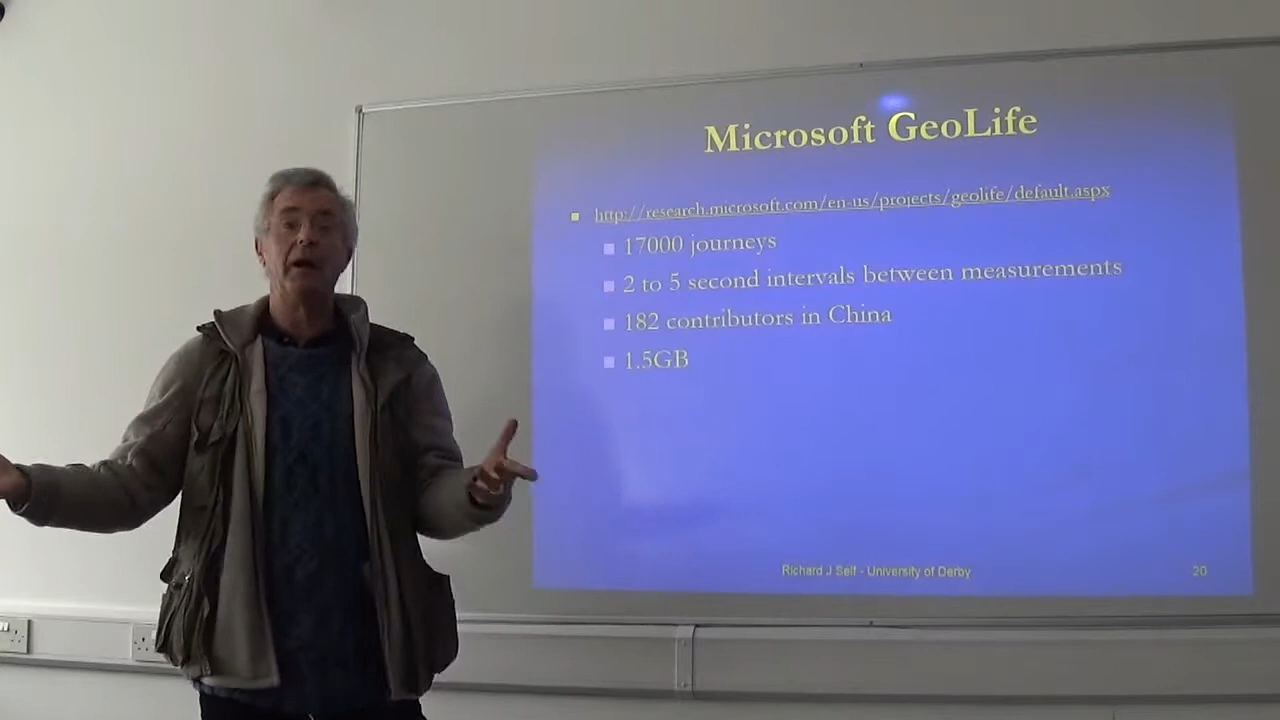 Microsoft GeoLife
http://research.microsoft.com/en-us/projects/geolife/default.aspx
17000 journeys
2 to 5 second intervals between measurements
182 contributors in China
1.5GB
Richard J Self - University of Derby
20